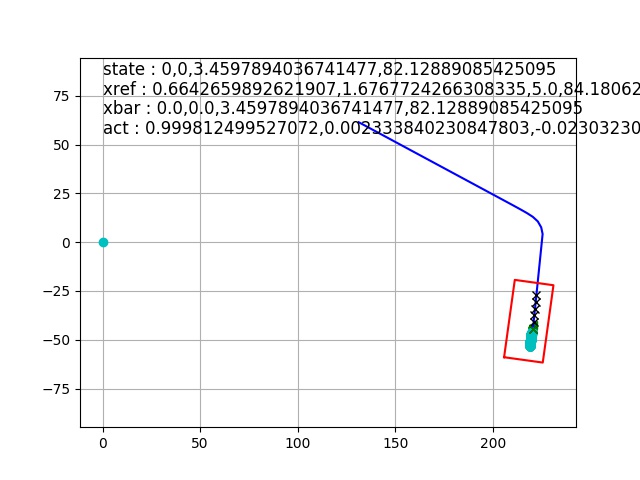 state : 0,0,3.4597894036741477,82.12889085425095
xref : 0.6642659892621907,1.6767724266308335,5.0,84.18062
xbar : 0.0,0.0,3.4597894036741477,82.12889085425095
act : 0.999812499527072,0.002333840230847803,-0.02303230
75
50
25
0
−25
−50
−75
0 50 100 150 200